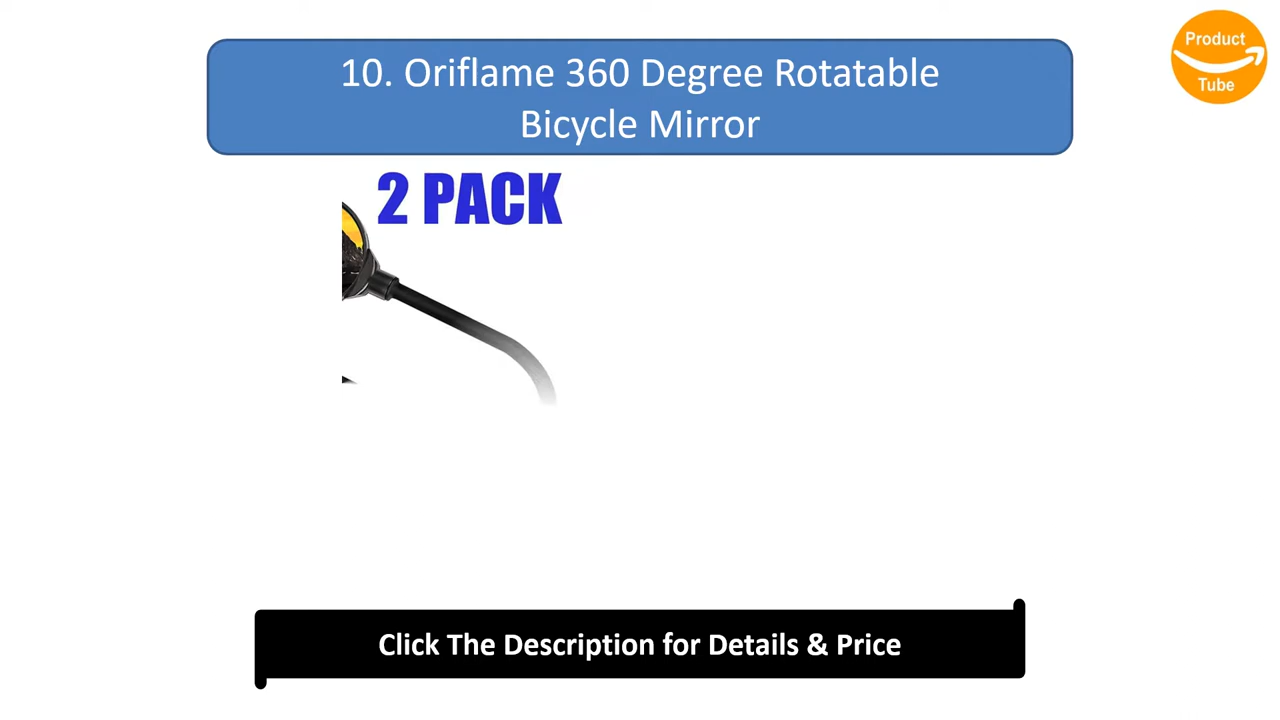 Product
Tube
10. Oriflame 360 Degree Rotatable
Bicycle Mirror
2 PACK
Click The Description for Details & Price